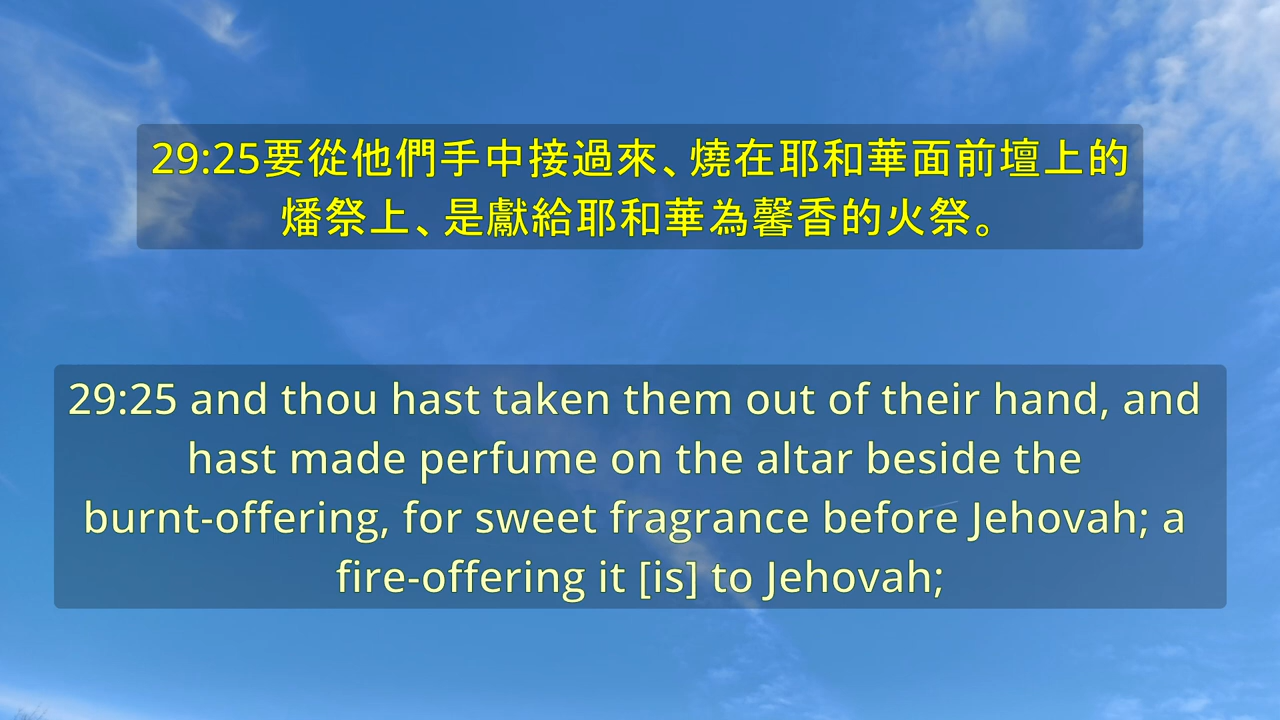 29:25要從他們手中接過來、燒在耶和華面前壇上的
燔祭上、是獻給耶和華為馨香的火祭。
29:25 and thou hast taken them out of their hand, and
hast made perfume on the altar beside the
burnt-offering, for sweet fragrance before Jehovah; a
fire-offering it [is] to Jehovah;